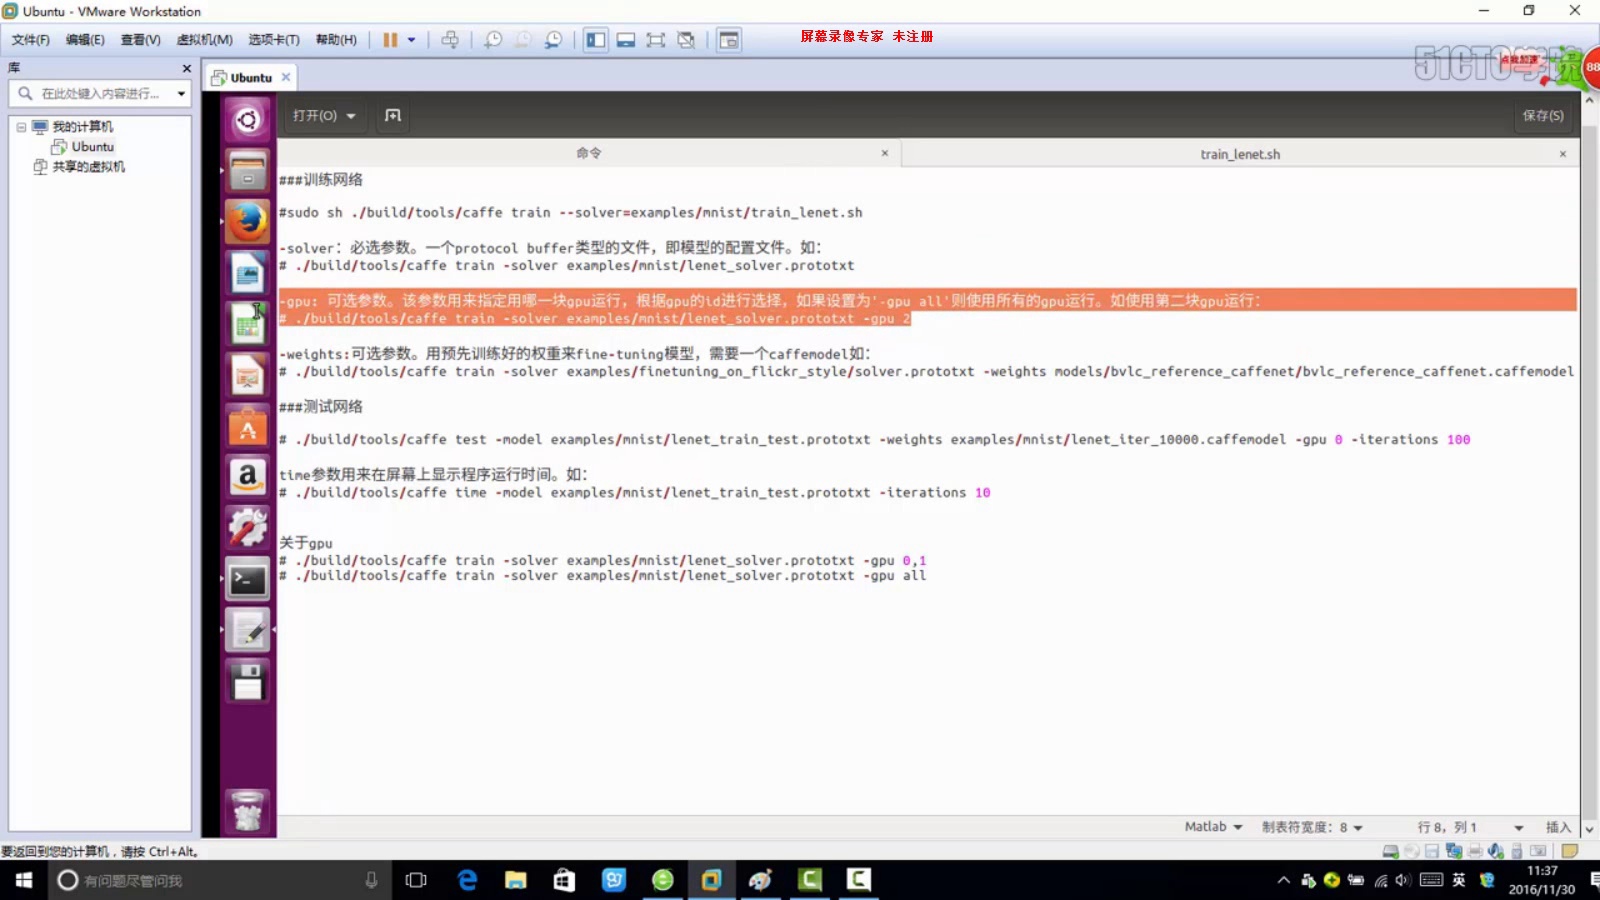 Ubuntu - VMware Workstation
文件(F) 编辑(E) 查看(V) 虚拟机(M) 选项卡(T) 帮助(H)
屏幕录像专家 未注册
51CTO学院
点我加速
88
库
Ubuntu
在此处键入内容进行...
我的计算机
Ubuntu
共享的虚拟机
打开(O)
保存(S)
命令
train_lenet.sh
###训练网络
#sudo sh ./build/tools/caffe train --solver=examples/mnist/train_lenet.sh
-solver: 必选参数。一个protocol buffer类型的文件，即模型的配置文件。如：
# ./build/tools/caffe train -solver examples/mnist/lenet_solver.prototxt
-gpu: 可选参数。该参数用来指定用哪一块gpu运行，根据gpu的id进行选择，如果设置为'-gpu all'则使用所有的gpu运行。如使用第二块gpu运行：
# ./build/tools/caffe train -solver examples/mnist/lenet_solver.prototxt -gpu 2
-weights:可选参数。用预先训练好的权重来fine-tuning模型，需要一个caffemodel如：
# ./build/tools/caffe train -solver examples/finetuning_on_flickr_style/solver.prototxt -weights models/bvlc_reference_caffenet/bvlc_reference_caffenet.caffemodel
###测试网络
# ./build/tools/caffe test -model examples/mnist/lenet_train_test.prototxt -weights examples/mnist/lenet_iter_10000.caffemodel -gpu 0 -iterations 100
time参数用来在屏幕上显示程序运行时间。如：
# ./build/tools/caffe time -model examples/mnist/lenet_train_test.prototxt -iterations 10
关于gpu
# ./build/tools/caffe train -solver examples/mnist/lenet_solver.prototxt -gpu 0,1
# ./build/tools/caffe train -solver examples/mnist/lenet_solver.prototxt -gpu all
Matlab 制表符宽度：8 行 8，列 1 插入
要返回到您的计算机，请按 Ctrl+Alt。
有问题尽管问我
英
11:37
2016/11/30